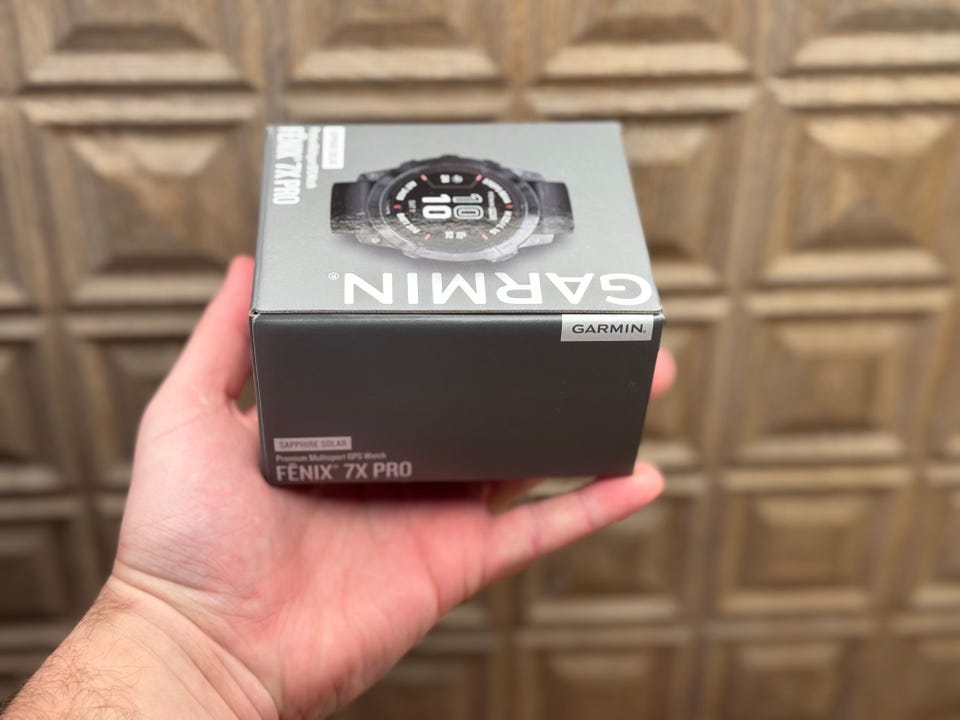 FĒNIX® 7X PRO
10
10
GARMIN®
GARMIN.
SAPPHIRE SOLAR
Premium Multisport GPS Watch
FĒNIX® 7X PRO